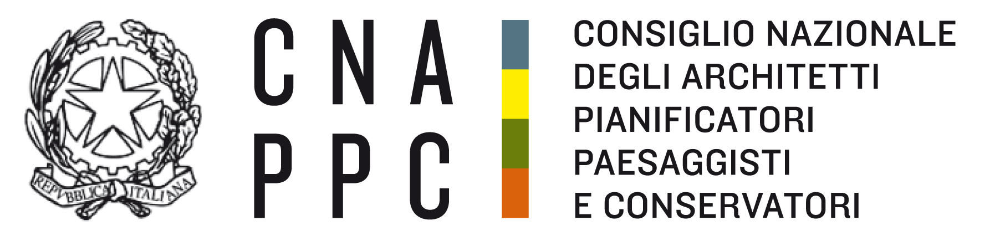 REPVBBLICA ITALIANA
CNA
PPC
CONSIGLIO NAZIONALE
DEGLI ARCHITETTI
PIANIFICATORI
PAESAGGISTI
E CONSERVATORI